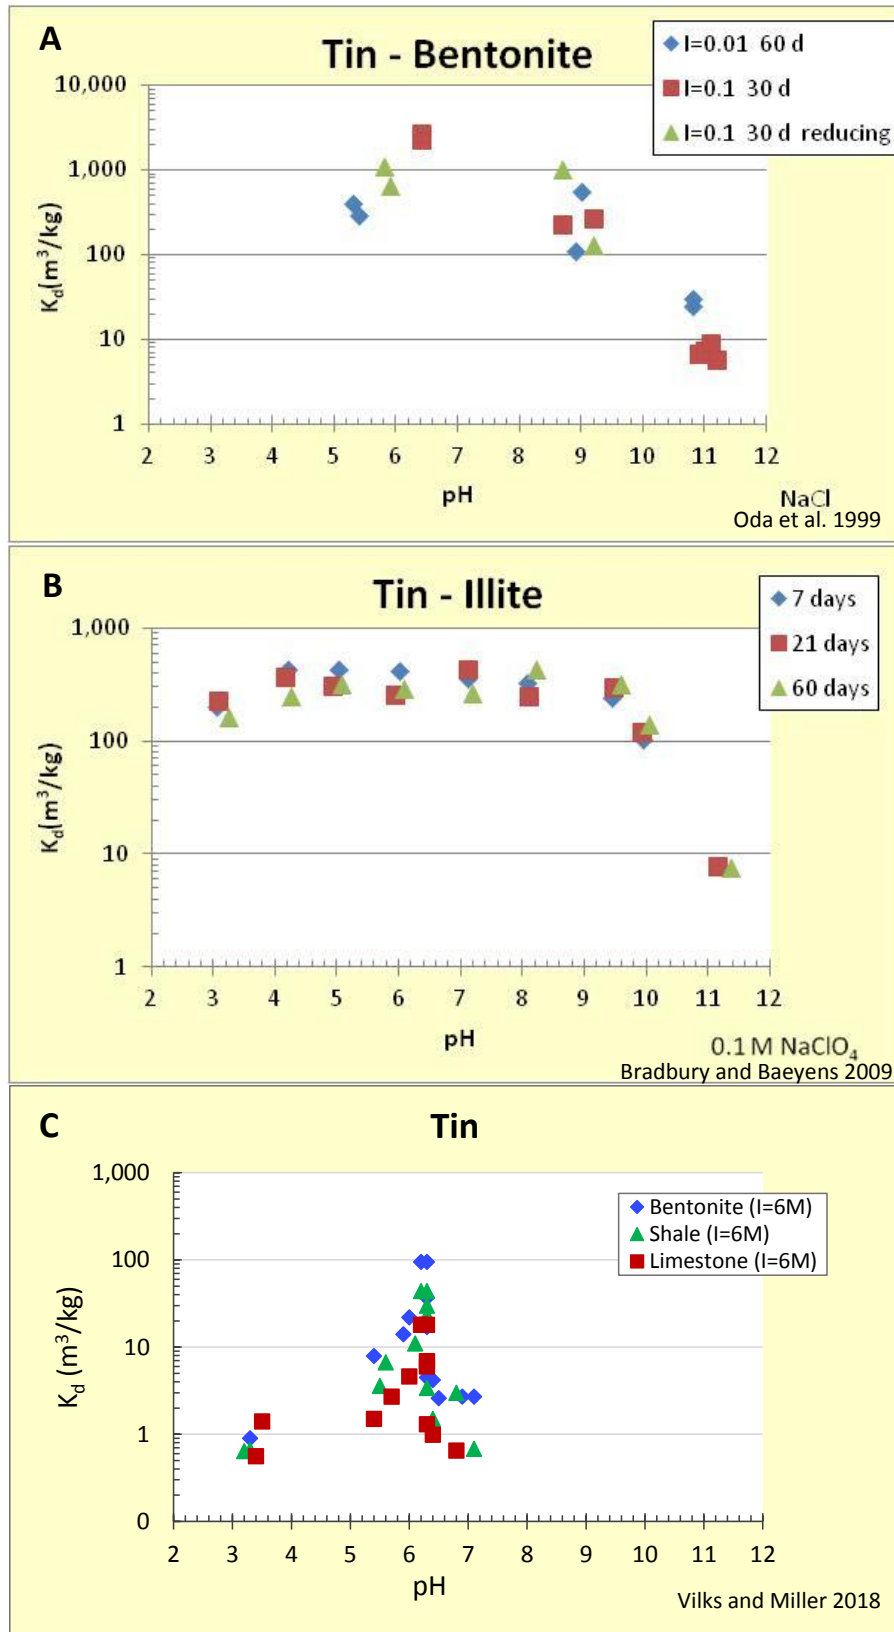 A
Tin - Bentonite
I=0.01 60 d
I=0.1 30 d
I=0.1 30 d reducing
10,000
1,000
100
10
1
Kd(m³/kg)
2 3 4 5 6 7 8 9 10 11 12
pH
NaCl
Oda et al. 1999
B
Tin - Illite
7 days
21 days
60 days
1,000
100
10
1
Kd(m³/kg)
2 3 4 5 6 7 8 9 10 11 12
pH
0.1 M NaClO₄
Bradbury and Baeyens 2009
C
Tin
Bentonite (I=6M)
Shale (I=6M)
Limestone (I=6M)
1,000
100
10
1
0
Kd (m³/kg)
2 3 4 5 6 7 8 9 10 11 12
pH
Vilks and Miller 2018